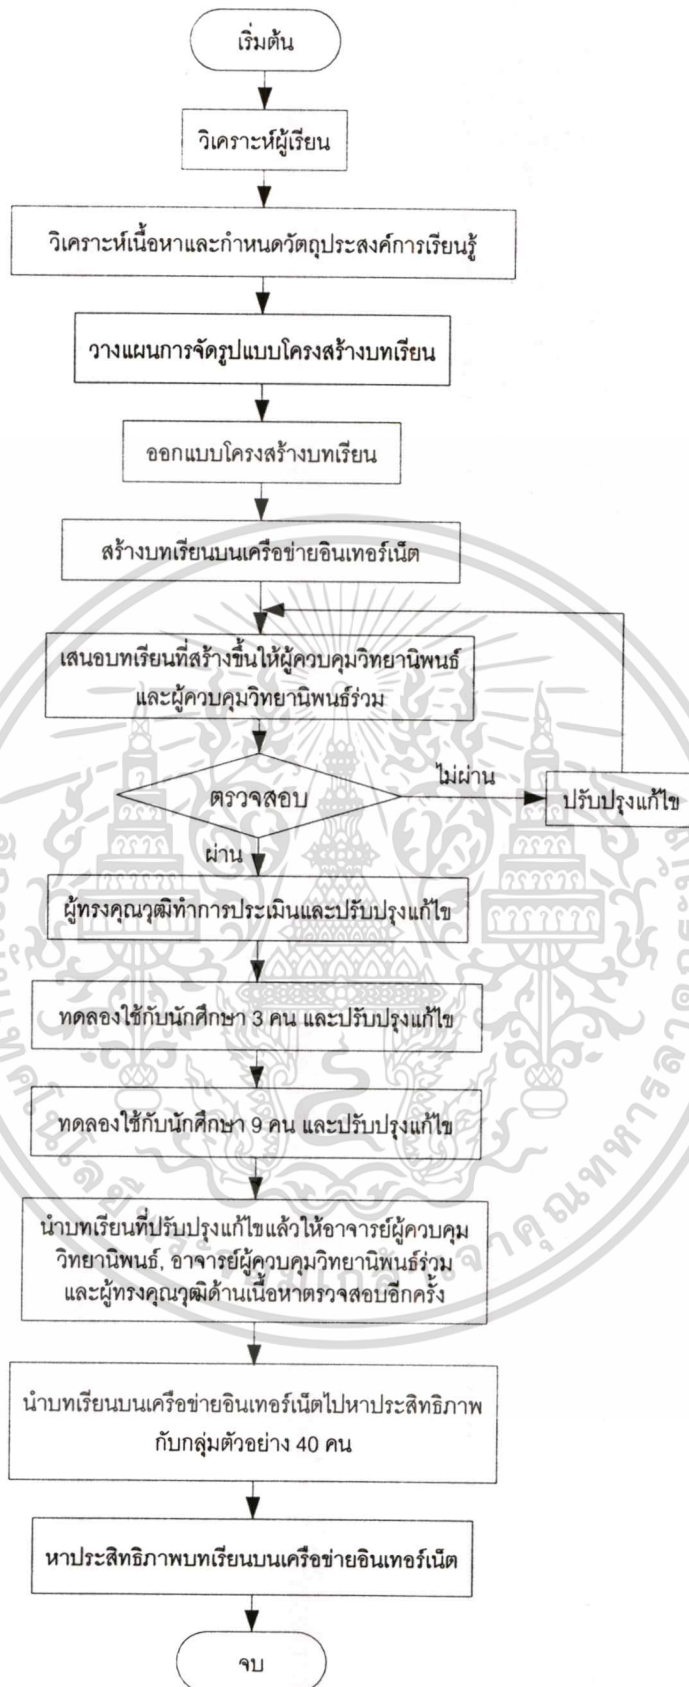 เริ่มต้น
วิเคราะห์ผู้เรียน
วิเคราะห์เนื้อหาและกำหนดวัตถุประสงค์การเรียนรู้
วางแผนการจัดรูปแบบโครงสร้างบทเรียน
ออกแบบโครงสร้างบทเรียน
สร้างบทเรียนบนเครือข่ายอินเทอร์เน็ต
เสนอบทเรียนที่สร้างขึ้นให้ผู้ควบคุมวิทยานิพนธ์
และผู้ควบคุมวิทยานิพนธ์ร่วม
ตรวจสอบ
ไม่ผ่าน
ปรับปรุงแก้ไข
ผ่าน
ผู้ทรงคุณวุฒิทำการประเมินและปรับปรุงแก้ไข
ทดลองใช้กับนักศึกษา 3 คน และปรับปรุงแก้ไข
ทดลองใช้กับนักศึกษา 9 คน และปรับปรุงแก้ไข
นำบทเรียนที่ปรับปรุงแก้ไขแล้วให้อาจารย์ผู้ควบคุม
วิทยานิพนธ์, อาจารย์ผู้ควบคุมวิทยานิพนธ์ร่วม
และผู้ทรงคุณวุฒิด้านเนื้อหาตรวจสอบอีกครั้ง
นำบทเรียนบนเครือข่ายอินเทอร์เน็ตไปหาประสิทธิภาพ
กับกลุ่มตัวอย่าง 40 คน
หาประสิทธิภาพบทเรียนบนเครือข่ายอินเทอร์เน็ต
จบ